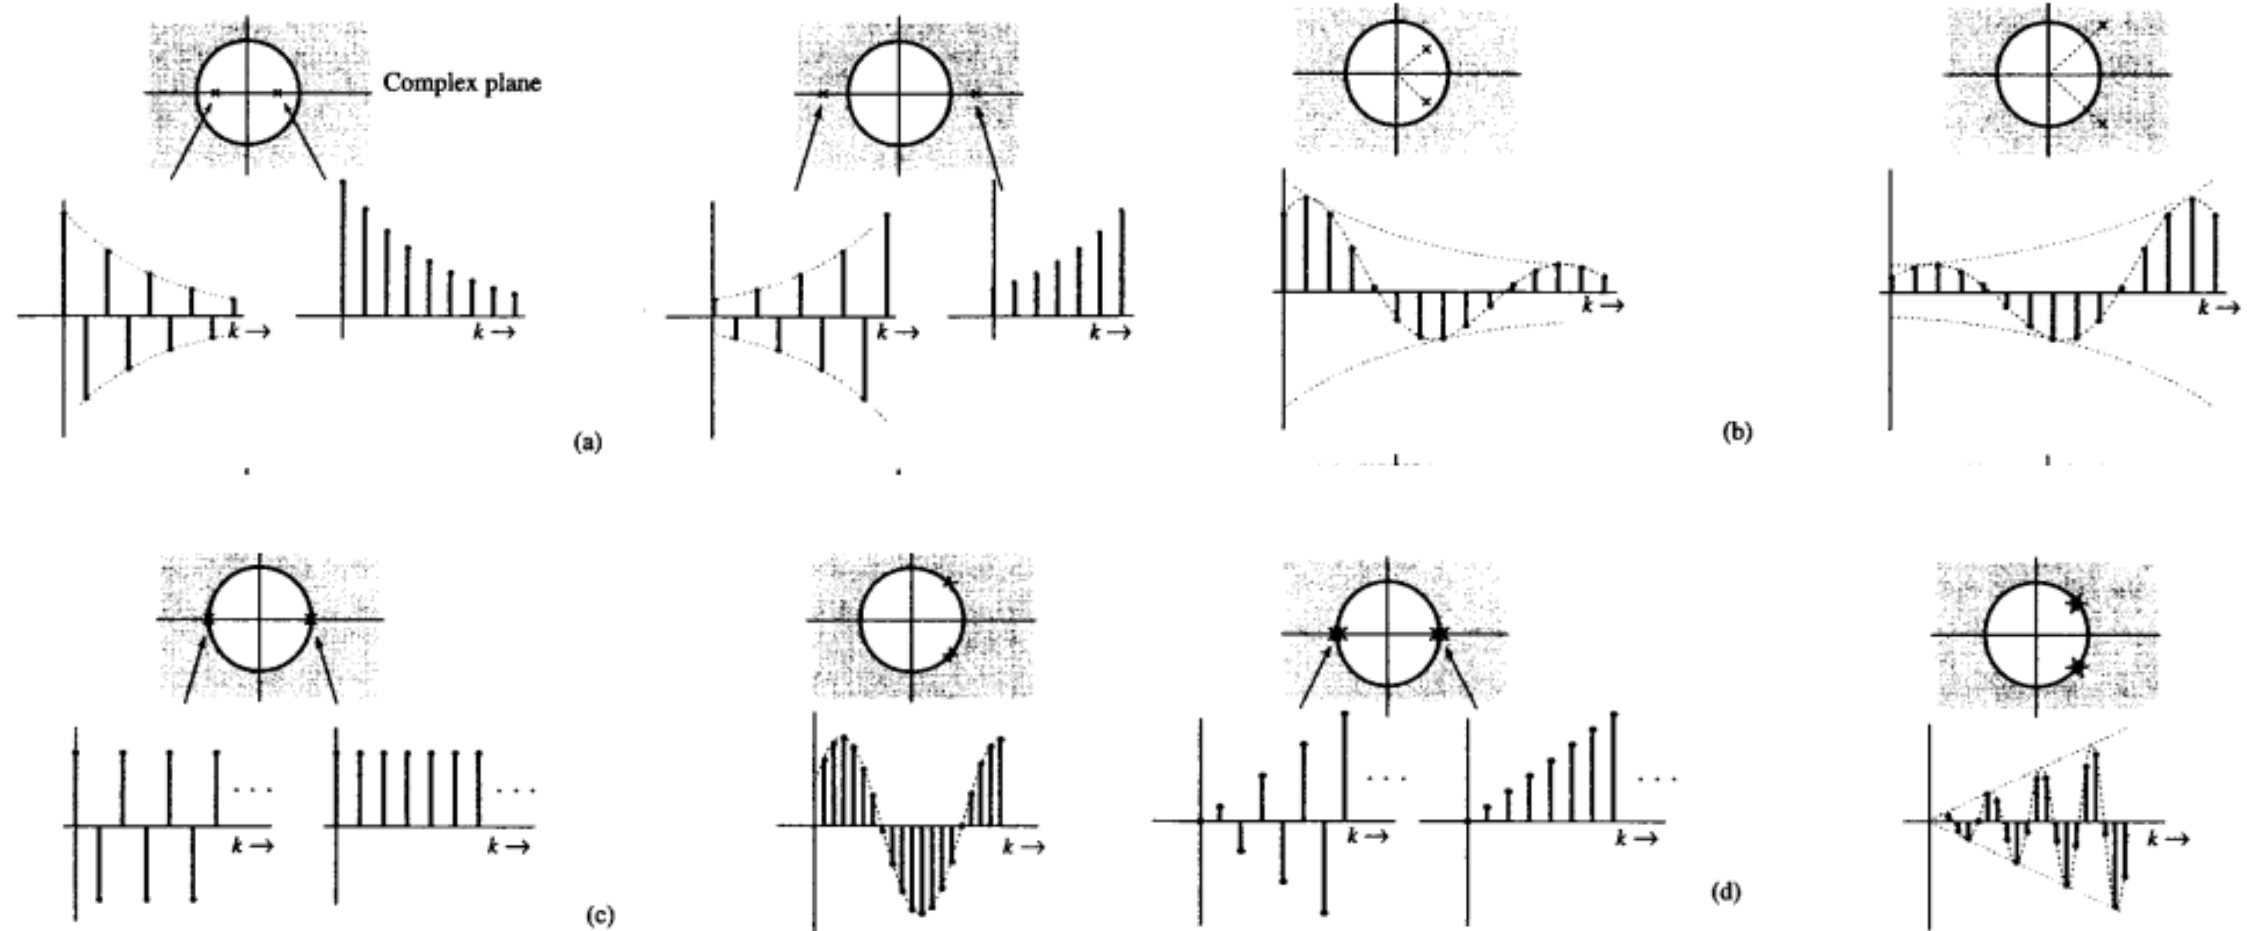 Complex plane
k →
k →
k →
k →
k →
k →
(a)
(b)
k →
k →
k →
k →
k →
k →
(c)
(d)